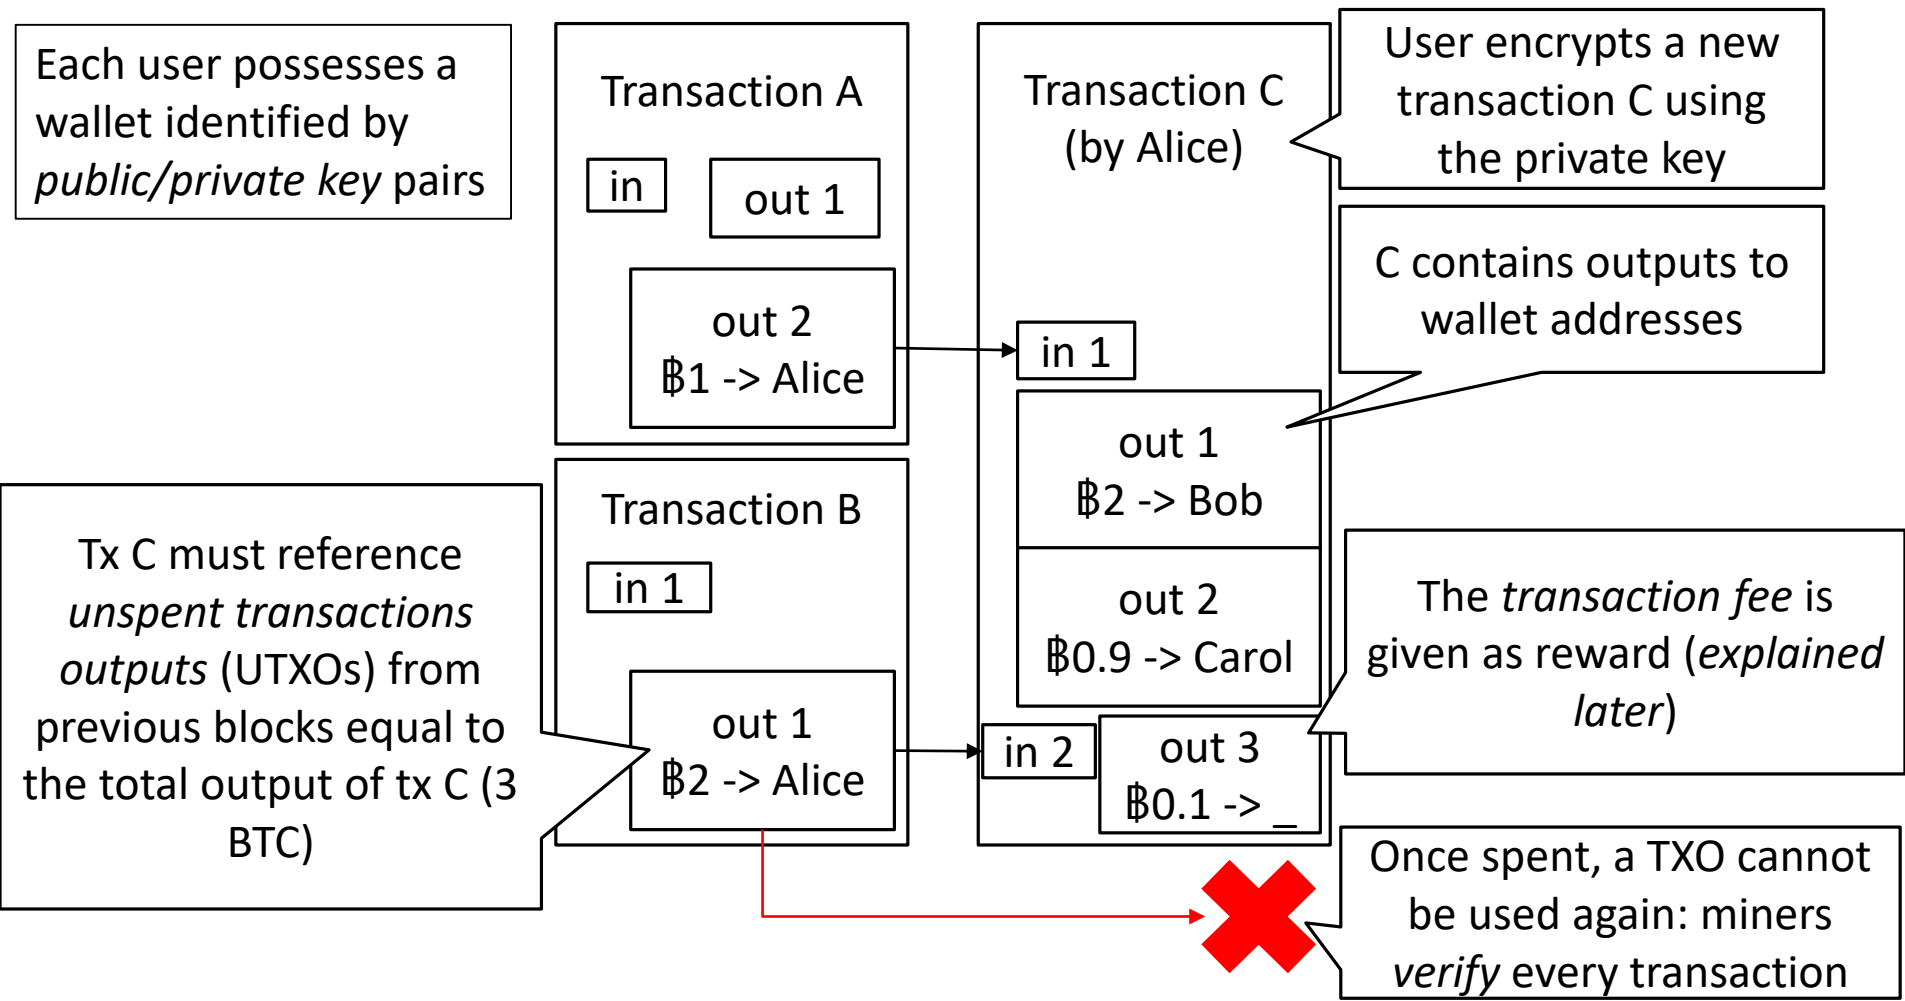 Each user possesses a
wallet identified by
public/private key pairs
Transaction A
in
out 1
out 2
฿1 -> Alice
Transaction B
in 1
out 1
฿2 -> Alice
Tx C must reference
unspent transactions
outputs (UTXOs) from
previous blocks equal to
the total output of tx C (3
BTC)
Transaction C
(by Alice)
in 1
out 1
฿2 -> Bob
out 2
฿0.9 -> Carol
in 2
out 3
฿0.1 -> _
User encrypts a new
transaction C using
the private key
C contains outputs to
wallet addresses
The transaction fee is
given as reward (explained
later)
Once spent, a TXO cannot
be used again: miners
verify every transaction